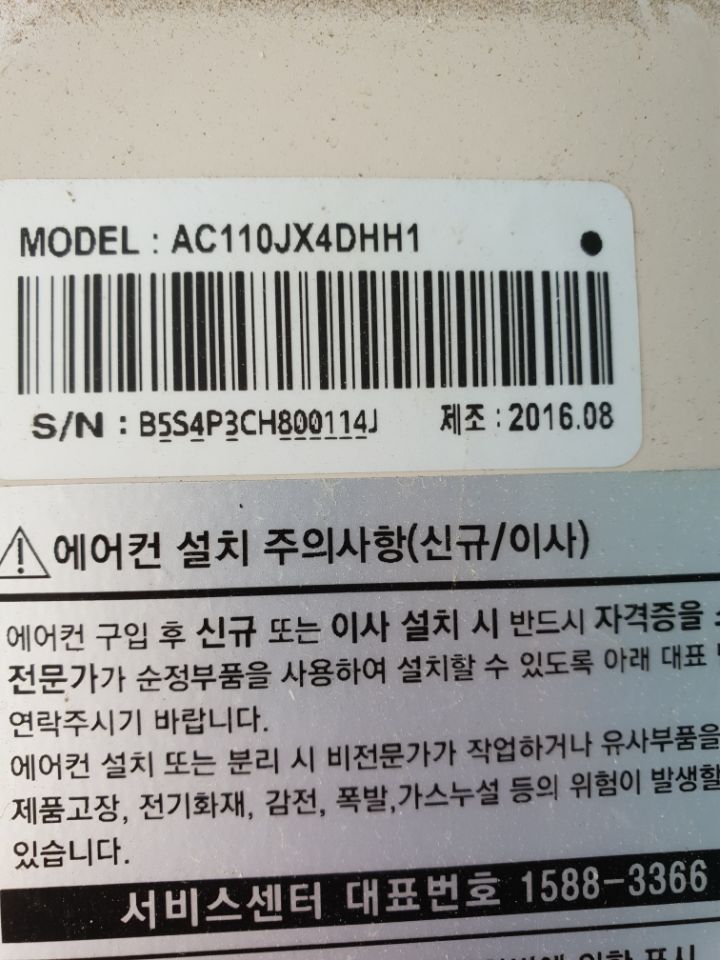 MODEL : AC110JX4DHH1
S/N : B5S4P3CH800114J 제조 : 2016.08
에어컨 설치 주의사항(신규/이사)
에어컨 구입 후 신규 또는 이사 설치 시 반드시 자격증을
전문가가 순정부품을 사용하여 설치할 수 있도록 아래 대표
연락주시기 바랍니다.
에어컨 설치 또는 분리 시 비전문가가 작업하거나 유사부품을
제품고장, 전기화재, 감전, 폭발,가스누설 등의 위험이 발생할
있습니다.
서비스센터 대표번호 1588-3366